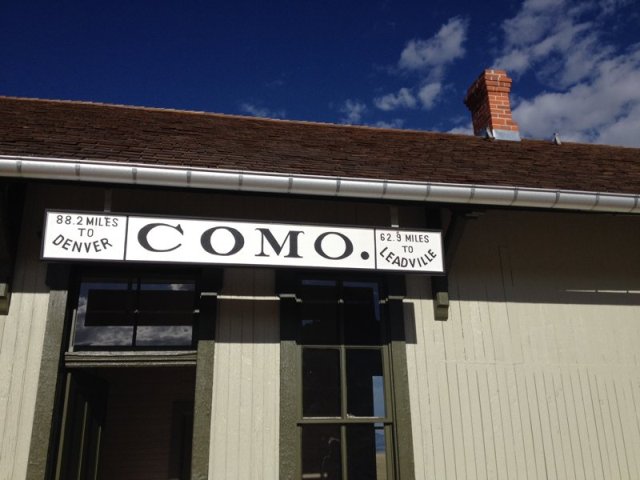 88.2 MILES
TO
DENVER
COMO.
62.9 MILES
TO
LEADVILLE